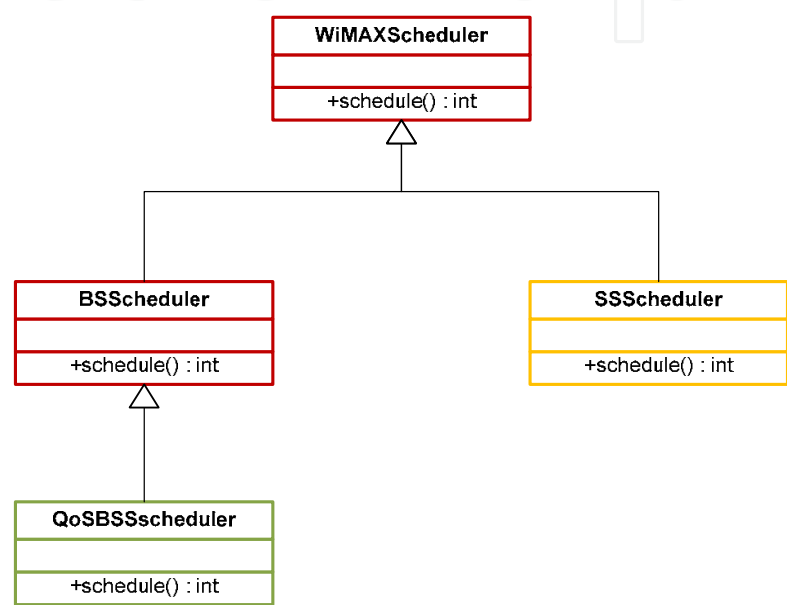 WiMAXScheduler
+schedule() : int
BSScheduler
+schedule() : int
SSScheduler
+schedule() : int
QoSBSSscheduler
+schedule() : int